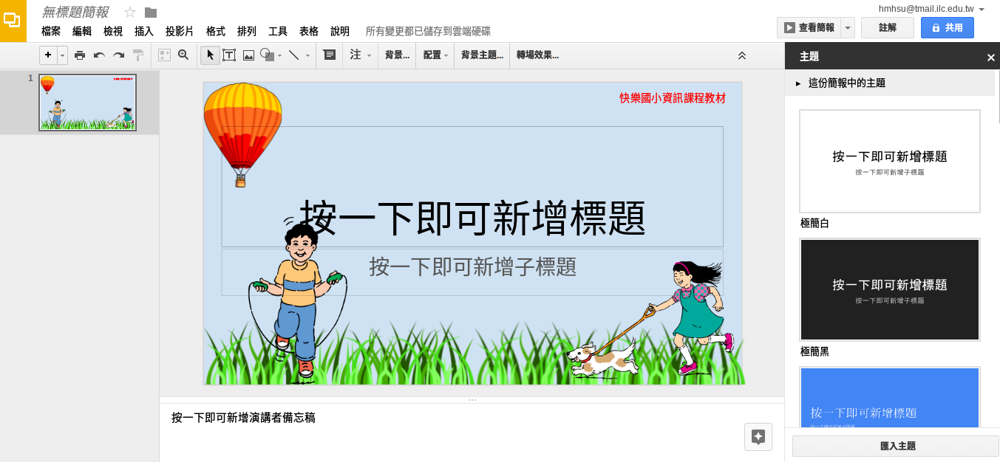 無標題簡報
hmhsu@tmail.ilc.edu.tw
檔案 編輯 檢視 插入 投影片 格式 排列 工具 表格 說明 所有變更都已儲存到雲端硬碟
查看簡報 註解 共用
注 背景... 配置 背景主題... 轉場效果...
主題
1
這份簡報中的主題
快樂國小資訊課程教材
按一下即可新增標題
按一下即可新增子標題
按一下即可新增標題
按一下即可新增子標題
極簡白
按一下即可新增標題
按一下即可新增子標題
極簡黑
按一下即可新增標題
按一下即可新增演講者備忘稿
匯入主題